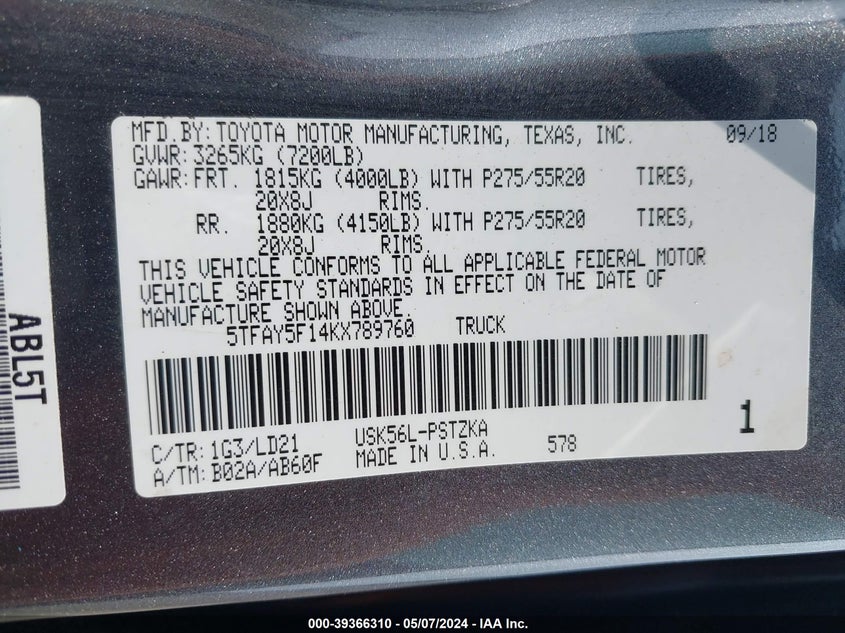 MFD.BY:TOYOTA MOTOR MANUFACTURING, TEXAS, INC. 09/18
GVWR:3265KG (7200LB)
GAWR:FRT. 1815KG (4000LB) WITH P275/55R20 TIRES,
20X8J RIMS.
RR. 1880KG (4150LB) WITH P275/55R20 TIRES,
20X8J RIMS.
THIS VEHICLE CONFORMS TO ALL APPLICABLE FEDERAL MOTOR
VEHICLE SAFETY STANDARDS IN EFFECT ON THE DATE OF
MANUFACTURE SHOWN ABOVE.
5TFAY5F14KX789760 TRUCK
C/TR:1G3/LD21 USK56L-PSTZKA
A/TM:B02A/AB60F MADE IN U.S.A. 578
1
ABL5T
000-39366310 — 05/07/2024 — IAA Inc.